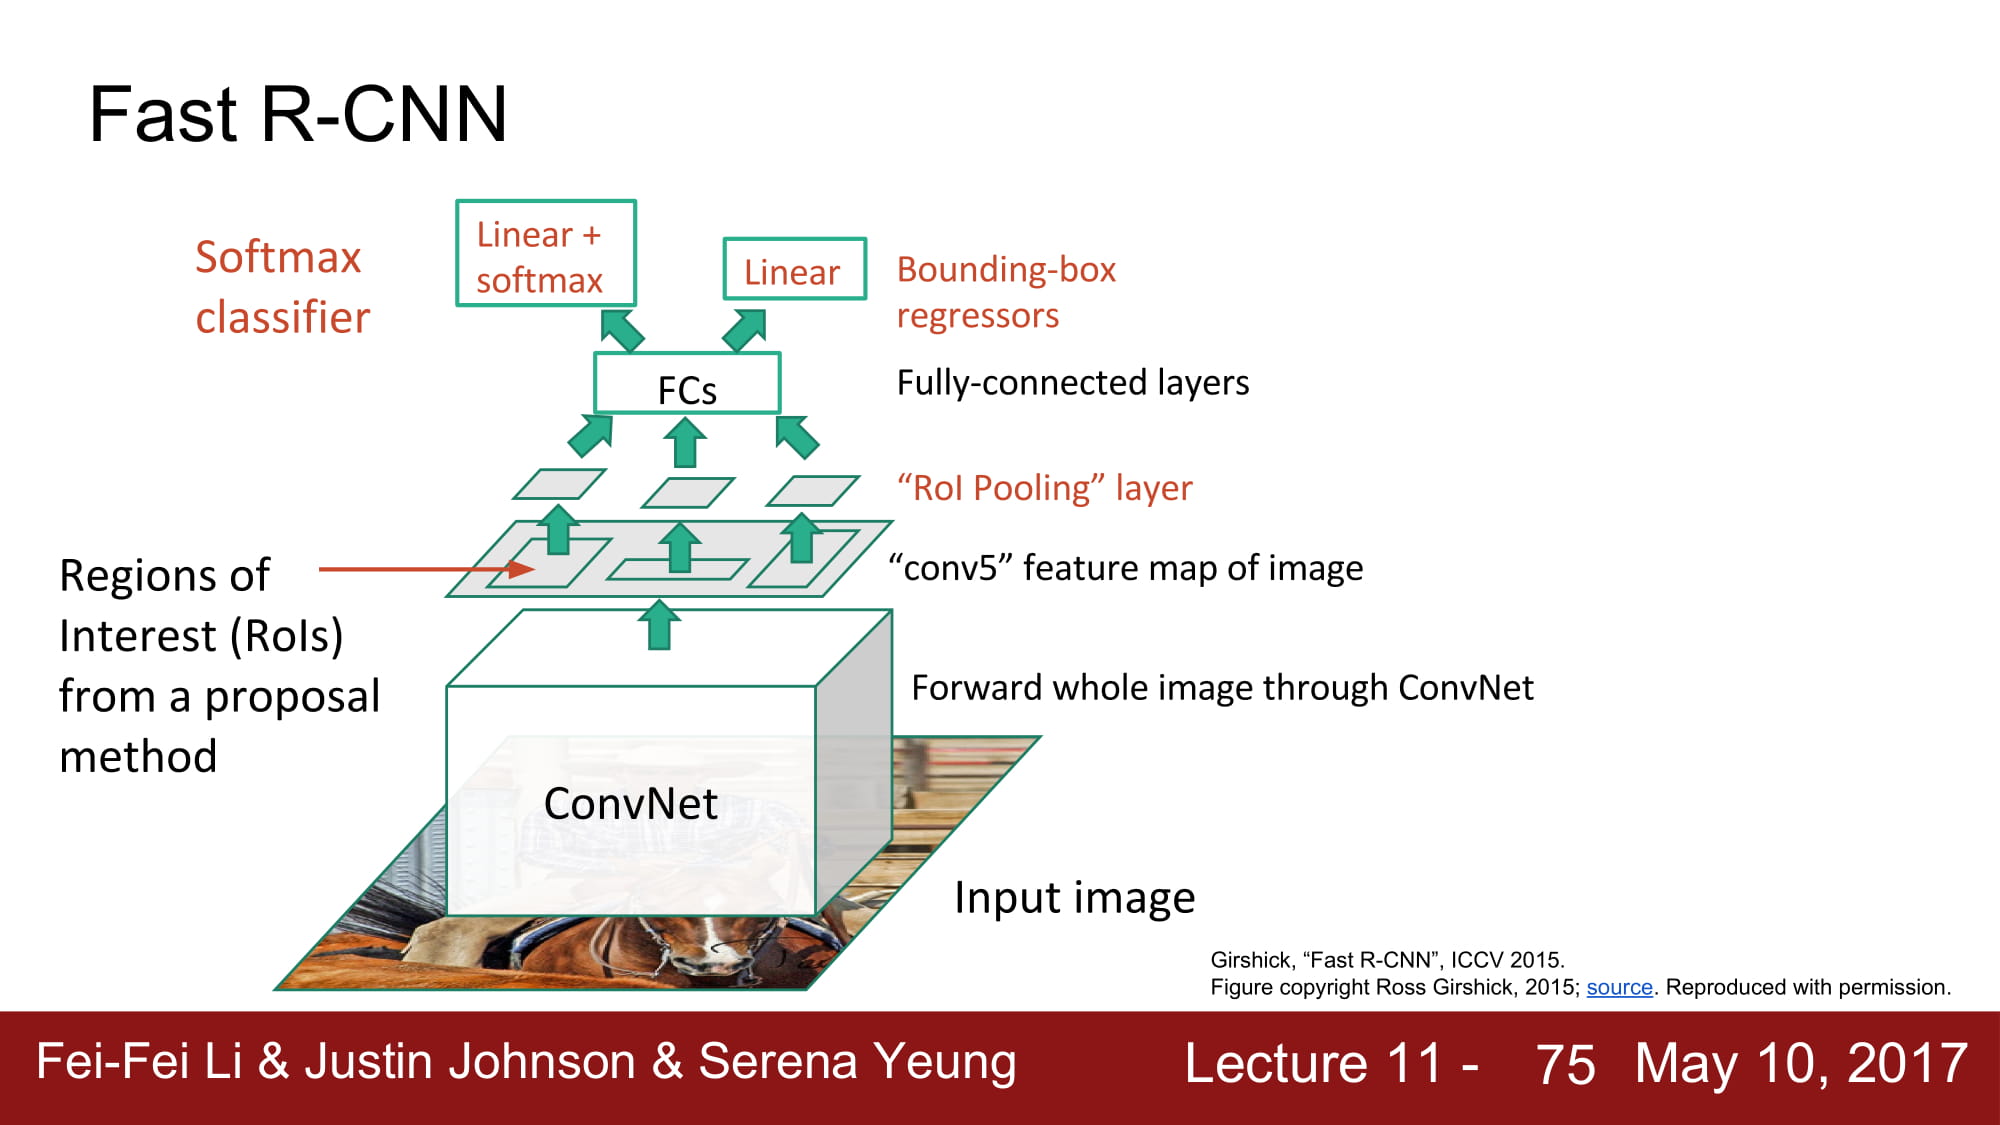 Fast R-CNN
Softmax
classifier
Linear +
softmax
Linear
Bounding-box
regressors
FCs
Fully-connected layers
“RoI Pooling” layer
“conv5” feature map of image
Regions of
Interest (RoIs)
from a proposal
method
Forward whole image through ConvNet
ConvNet
Input image
Girshick, “Fast R-CNN”, ICCV 2015.
Figure copyright Ross Girshick, 2015; source. Reproduced with permission.
Fei-Fei Li & Justin Johnson & Serena Yeung
Lecture 11 - 75 May 10, 2017